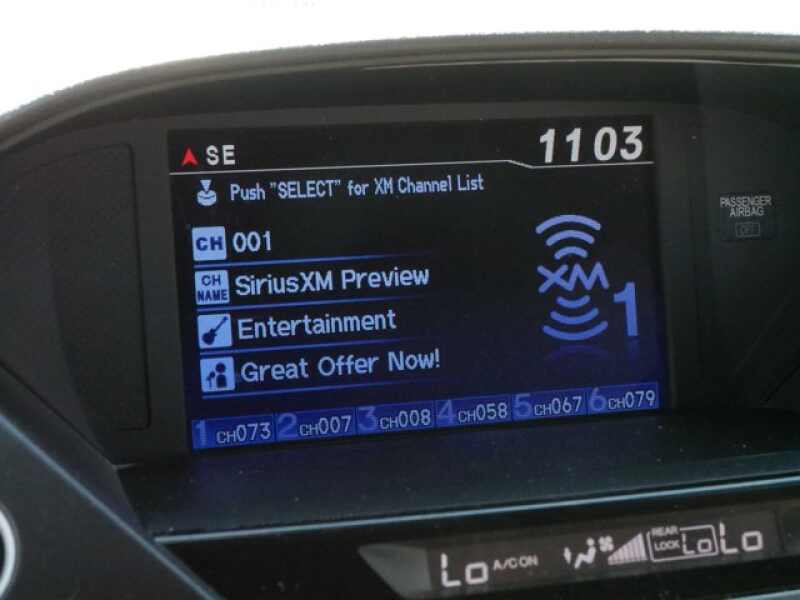 SE
1103
Push "SELECT" for XM Channel List
CH 001
CH NAME SiriusXM Preview
XM 1
Entertainment
Great Offer Now!
1 CH073 2 CH007 3 CH008 4 CH058 5 CH067 6 CH079
PASSENGER
AIRBAG
OFF
Lo A/C ON REAR LOCK Lo Lo